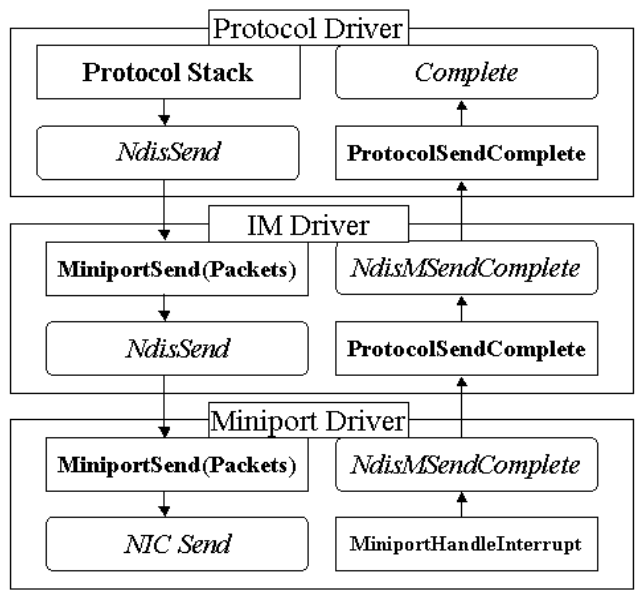 Protocol Driver
Protocol Stack
Complete
NdisSend
ProtocolSendComplete
IM Driver
MiniportSend(Packets)
NdisMSendComplete
NdisSend
ProtocolSendComplete
Miniport Driver
MiniportSend(Packets)
NdisMSendComplete
NIC Send
MiniportHandleInterrupt